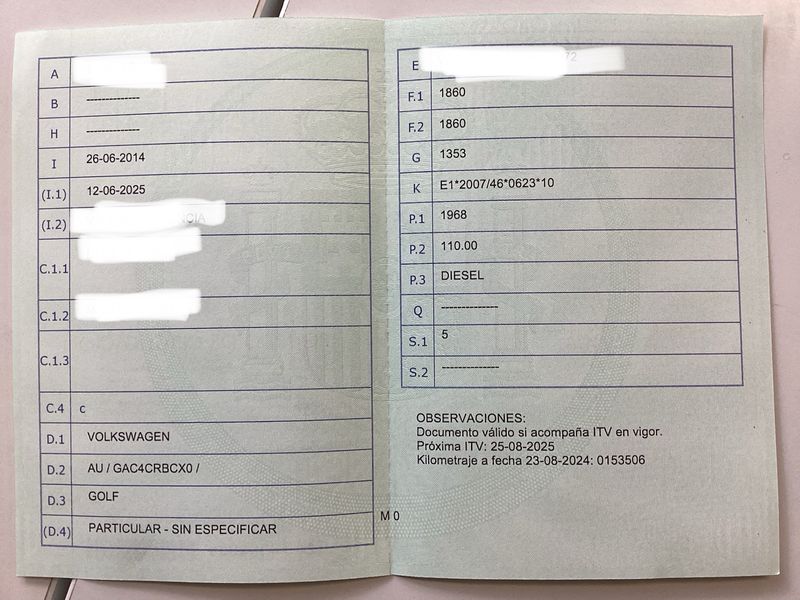 A
B --------------
H --------------
I 26-06-2014
(I.1) 12-06-2025
(I.2)
C.1.1
C.1.2
C.1.3
C.4 c
D.1 VOLKSWAGEN
D.2 AU / GAC4CRBCX0 /
D.3 GOLF
(D.4) PARTICULAR - SIN ESPECIFICAR
M 0
E
F.1 1860
F.2 1860
G 1353
K E1*2007/46*0623*10
P.1 1968
P.2 110.00
P.3 DIESEL
Q --------------
S.1 5
S.2 --------------
OBSERVACIONES:
Documento válido si acompaña ITV en vigor.
Próxima ITV: 25-08-2025
Kilometraje a fecha 23-08-2024: 0153506